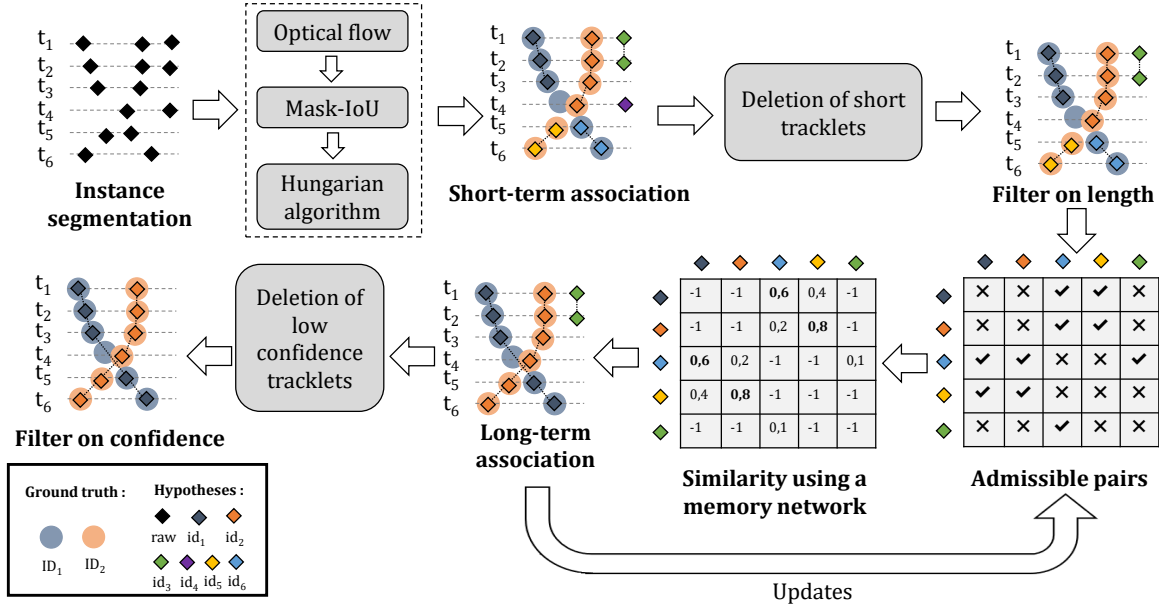 t1
t2
t3
t4
t5
t6
Instance
segmentation
Optical flow
Mask-IoU
Hungarian
algorithm
t1
t2
t3
t4
t5
t6
Short-term association
Deletion of short
tracklets
t1
t2
t3
t4
t5
t6
Filter on length
✕ ✕ ✓ ✓ ✕
✕ ✕ ✓ ✓ ✕
✓ ✓ ✕ ✕ ✓
✓ ✓ ✕ ✕ ✕
✕ ✕ ✓ ✕ ✕
Admissible pairs
-1 -1 0,6 0,4 -1
-1 -1 0,2 0,8 -1
0,6 0,2 -1 -1 0,1
0,4 0,8 -1 -1 -1
-1 -1 0,1 -1 -1
Similarity using a
memory network
t1
t2
t3
t4
t5
t6
Long-term
association
Deletion of
low
confidence
tracklets
t1
t2
t3
t4
t5
t6
Filter on confidence
Updates
Ground truth :
ID1 ID2
Hypotheses :
raw id1 id2
id3 id4 id5 id6